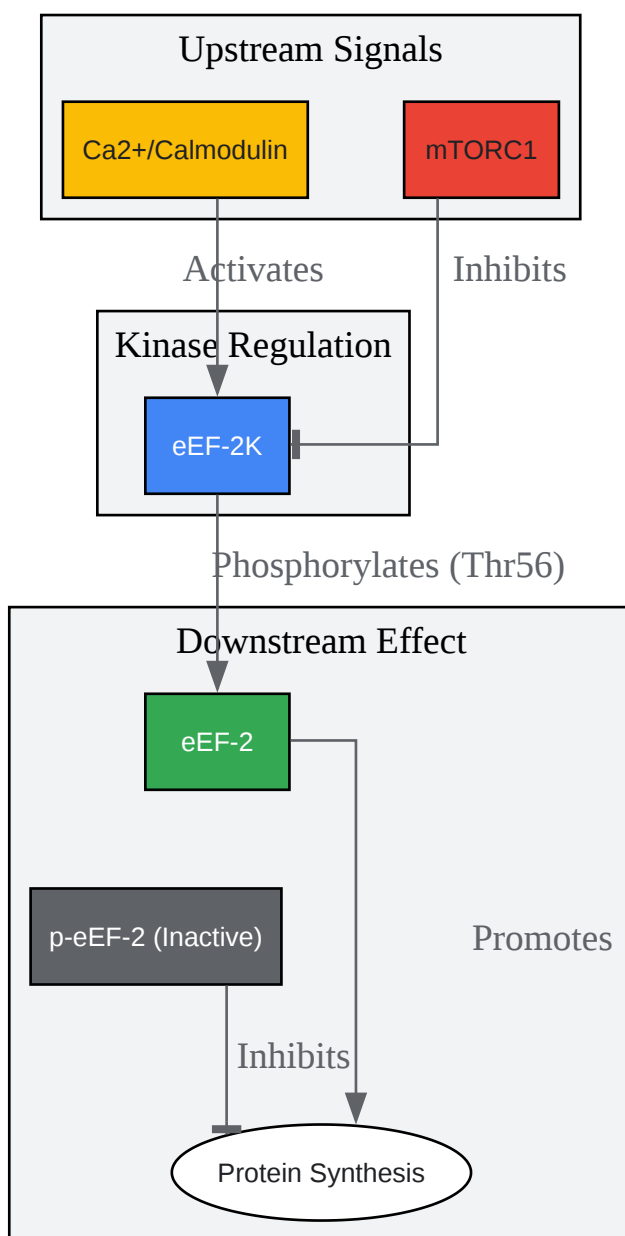 Upstream Signals
Ca2+/Calmodulin
mTORC1
Activates
Inhibits
Kinase Regulation
eEF-2K
Phosphorylates (Thr56)
Downstream Effect
eEF-2
p-eEF-2 (Inactive)
Promotes
Inhibits
Protein Synthesis